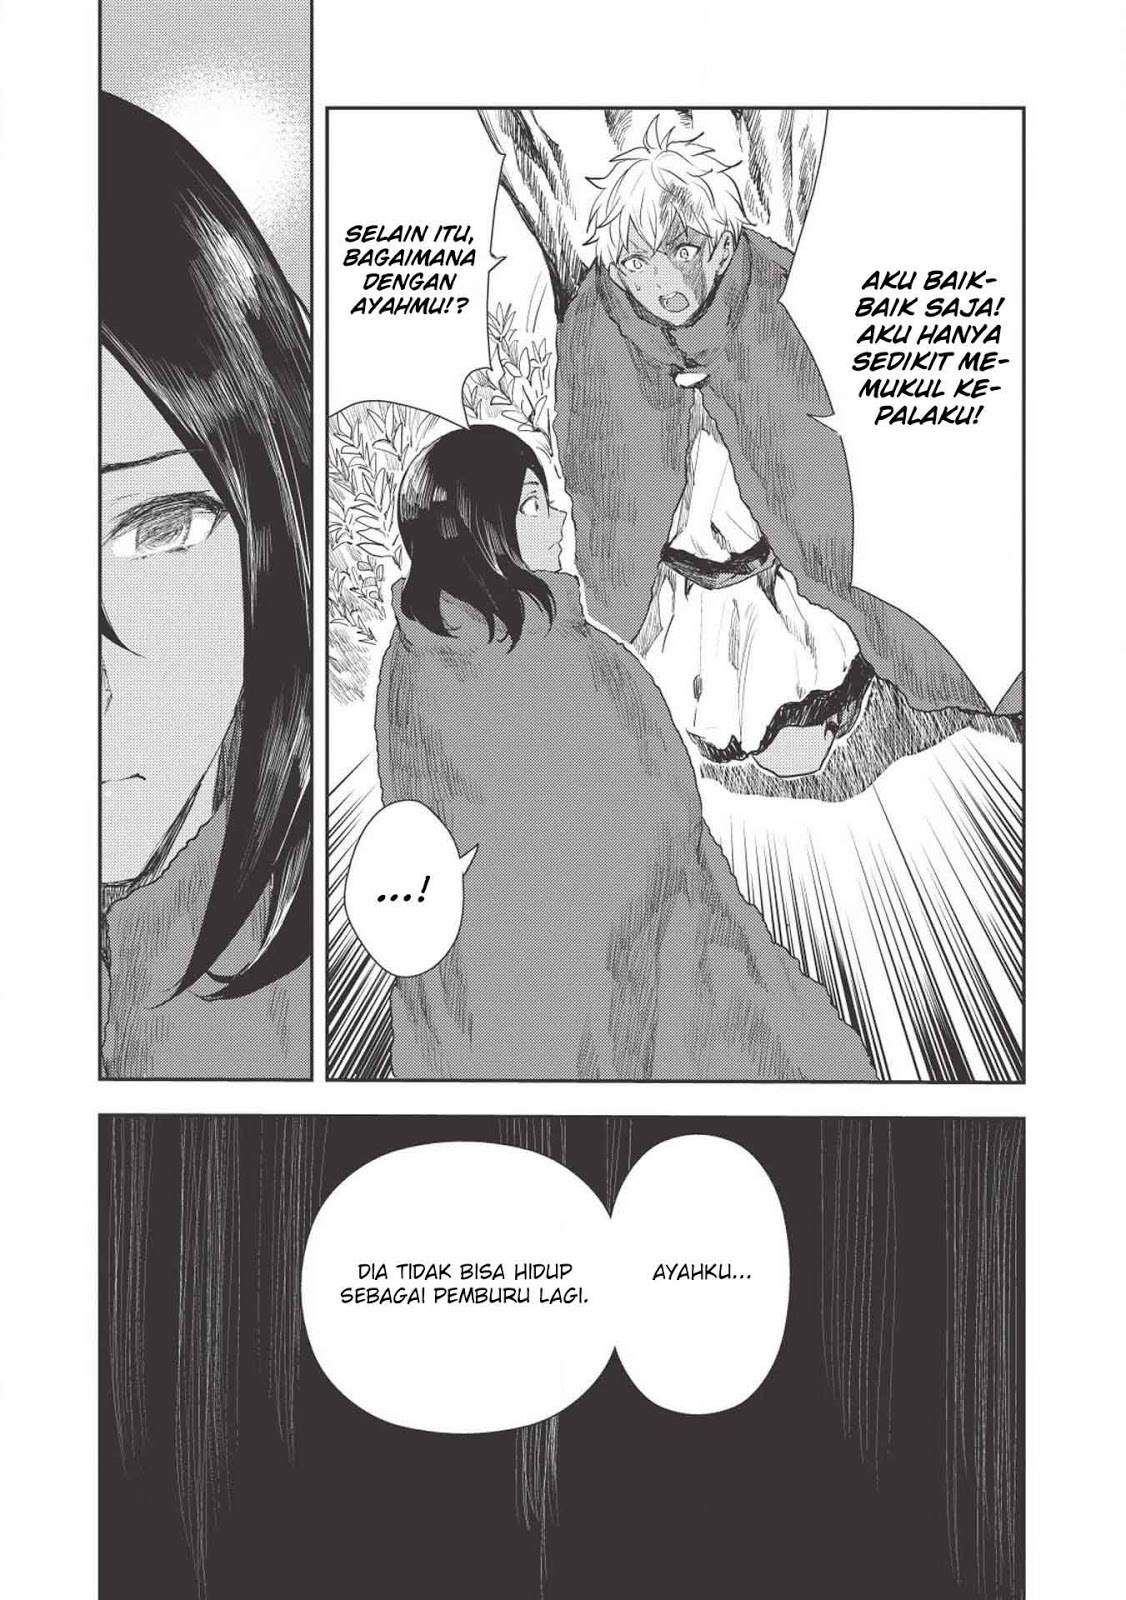 AKU BAIK-
BAIK SAJA!
AKU HANYA
SEDIKIT ME-
MUKUL KE-
PALAKU!
SELAIN ITU,
BAGAIMANA
DENGAN
AYAHMU!?
...!
AYAHKU...
DIA TIDAK BISA HIDUP
SEBAGAI PEMBURU LAGI.